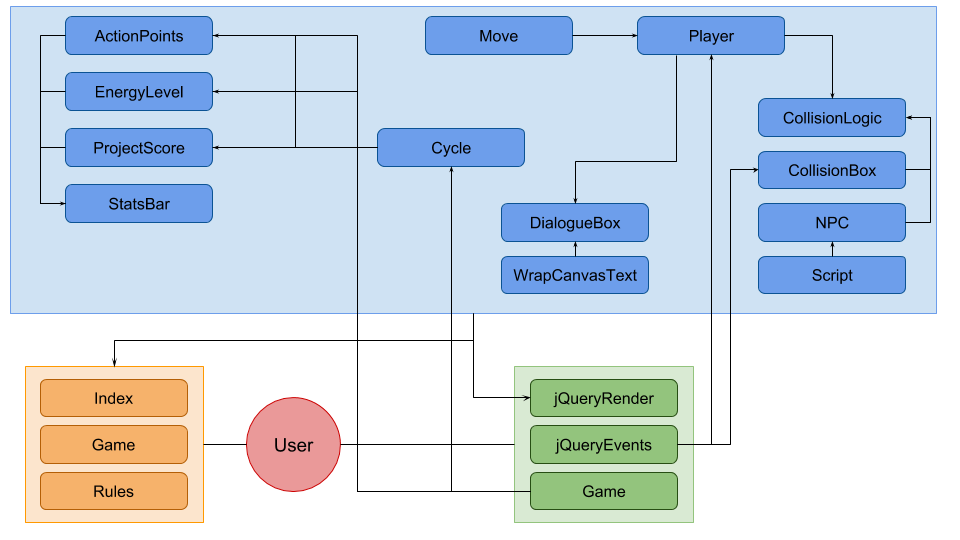 ActionPoints
EnergyLevel
ProjectScore
StatsBar
Cycle
Move
Player
DialogueBox
WrapCanvasText
CollisionLogic
CollisionBox
NPC
Script
Index
Game
Rules
User
jQueryRender
jQueryEvents
Game